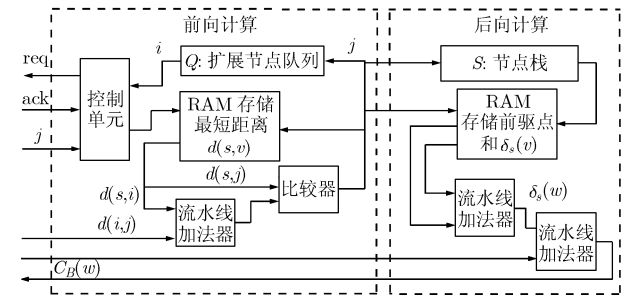 前向计算
后向计算
req
ack
j
控制
单元
i
Q: 扩展节点队列
j
S: 节点栈
RAM 存储
最短距离
d(s,v)
RAM
存储前驱点
和 δₛ(v)
d(s,j)
比较器
d(s,i)
流水线
加法器
d(i,j)
流水线
加法器
δₛ(w)
流水线
加法器
C_B(w)